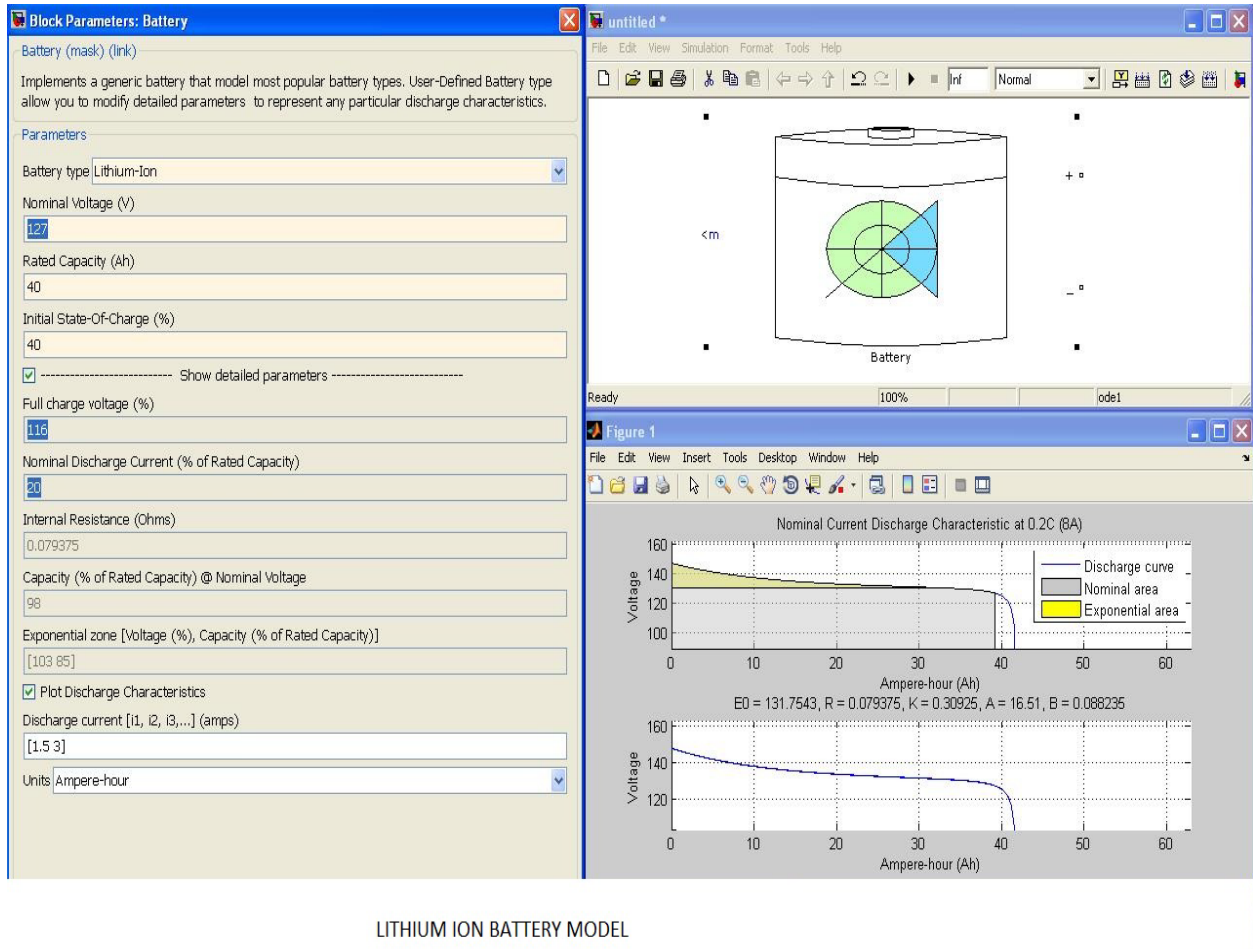 Block Parameters: Battery
Battery (mask) (link)
Implements a generic battery that model most popular battery types. User-Defined Battery type
allow you to modify detailed parameters to represent any particular discharge characteristics.
Parameters
Battery type Lithium-Ion
Nominal Voltage (V)
127
Rated Capacity (Ah)
40
Initial State-Of-Charge (%)
40
--------------------------- Show detailed parameters ---------------------------
Full charge voltage (%)
116
Nominal Discharge Current (% of Rated Capacity)
20
Internal Resistance (Ohms)
0.079375
Capacity (% of Rated Capacity) @ Nominal Voltage
98
Exponential zone [Voltage (%), Capacity (% of Rated Capacity)]
[103 85]
Plot Discharge Characteristics
Discharge current [i1, i2, i3,...] (amps)
[1.5 3]
Units Ampere-hour
untitled *
File Edit View Simulation Format Tools Help
Inf Normal
+
<m
_
Battery
Ready 100% ode1
Figure 1
File Edit View Insert Tools Desktop Window Help
Nominal Current Discharge Characteristic at 0.2C (8A)
160
140
120
100
Voltage
Discharge curve
Nominal area
Exponential area
0 10 20 30 40 50 60
Ampere-hour (Ah)
E0 = 131.7543, R = 0.079375, K = 0.30925, A = 16.51, B = 0.088235
160
140
120
Voltage
0 10 20 30 40 50 60
Ampere-hour (Ah)
LITHIUM ION BATTERY MODEL